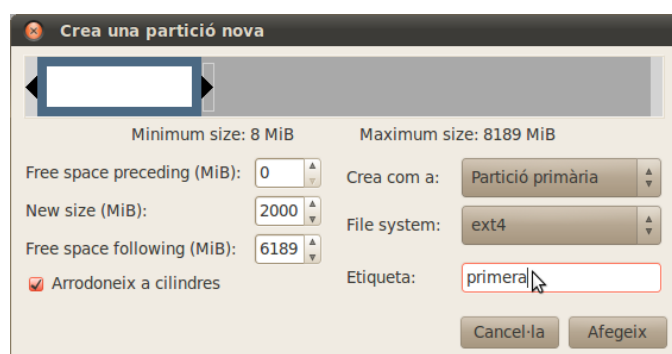 Crea una partició nova
Minimum size: 8 MiB Maximum size: 8189 MiB
Free space preceding (MiB): 0
Crea com a: Partició primària
New size (MiB): 2000
File system: ext4
Free space following (MiB): 6189
Arrodoneix a cilindres
Etiqueta: primera
Cancel·la Afegeix